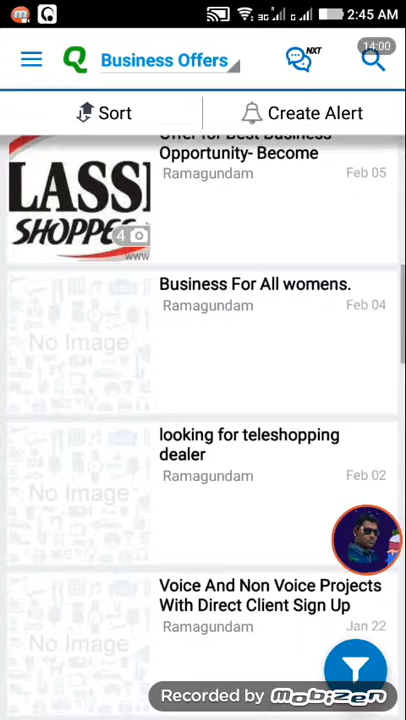 2:45 AM
Business Offers
NXT
14:00
Sort
Create Alert
Offer for Best Business
Opportunity- Become
Ramagundam
Feb 05
LASSI
SHOPPE
4
www
Business For All womens.
Ramagundam
Feb 04
No Image
looking for teleshopping
dealer
Ramagundam
Feb 02
No Image
Voice And Non Voice Projects
With Direct Client Sign Up
Ramagundam
Jan 22
No Image
Recorded by mobizen